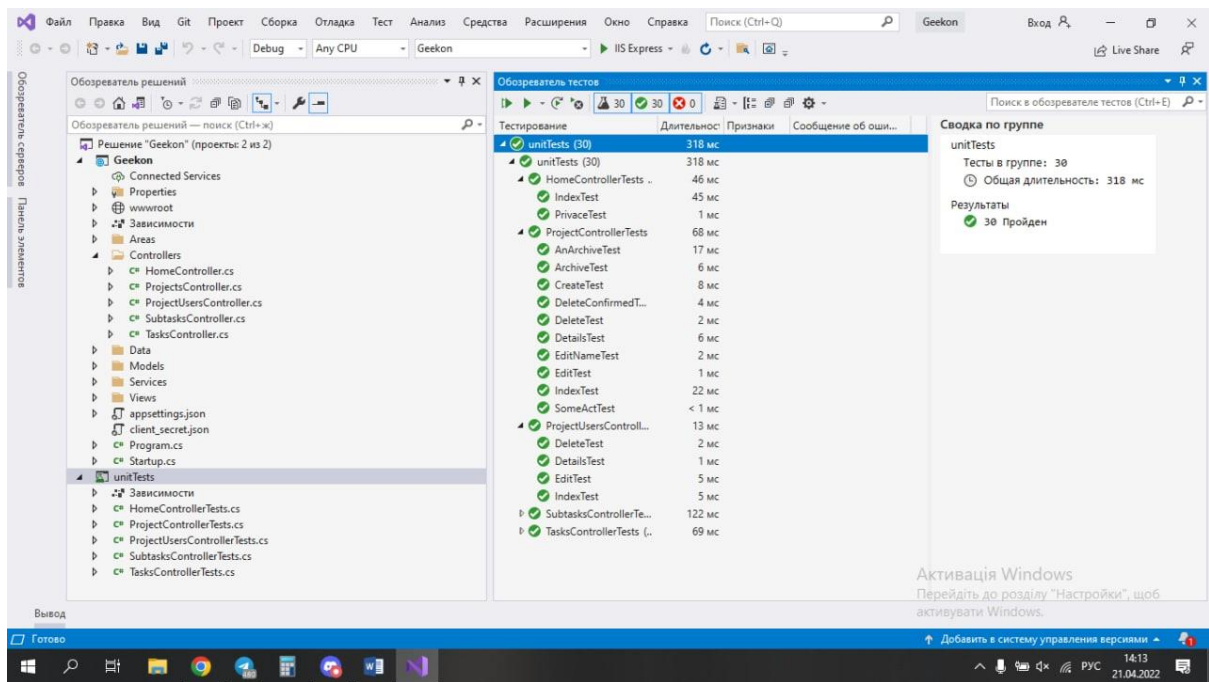 Файл Правка Вид Git Проект Сборка Отладка Тест Анализ Средства Расширения Окно Справка Поиск (Ctrl+Q) Geekon Вход
Debug Any CPU Geekon IIS Express Live Share
Обозреватель серверов
Панель элементов
Обозреватель решений
Обозреватель решений — поиск (Ctrl+ж)
Решение "Geekon" (проекты: 2 из 2)
Geekon
Connected Services
Properties
wwwroot
Зависимости
Areas
Controllers
C# HomeController.cs
C# ProjectsController.cs
C# ProjectUsersController.cs
C# SubtasksController.cs
C# TasksController.cs
Data
Models
Services
Views
appsettings.json
client_secret.json
C# Program.cs
C# Startup.cs
unitTests
Зависимости
C# HomeControllerTests.cs
C# ProjectControllerTests.cs
C# ProjectUsersControllerTests.cs
C# SubtasksControllerTests.cs
C# TasksControllerTests.cs
Обозреватель тестов
30 30 0 Поиск в обозревателе тестов (Ctrl+E)
Тестирование Длительнос Признаки Сообщение об оши...
unitTests (30) 318 мс
unitTests (30) 318 мс
HomeControllerTests .. 46 мс
IndexTest 45 мс
PrivaceTest 1 мс
ProjectControllerTests 68 мс
AnArchiveTest 17 мс
ArchiveTest 6 мс
CreateTest 8 мс
DeleteConfirmedT... 4 мс
DeleteTest 2 мс
DetailsTest 6 мс
EditNameTest 2 мс
EditTest 1 мс
IndexTest 22 мс
SomeActTest < 1 мс
ProjectUsersControll... 13 мс
DeleteTest 2 мс
DetailsTest 1 мс
EditTest 5 мс
IndexTest 5 мс
SubtasksControllerTe... 122 мс
TasksControllerTests (.. 69 мс
Сводка по группе
unitTests
Тесты в группе: 30
Общая длительность: 318 мс
Результаты
30 Пройден
Активація Windows
Перейдіть до розділу "Настройки", щоб
активувати Windows.
Вывод
Готово Добавить в систему управления версиями
РУС 14:13
21.04.2022